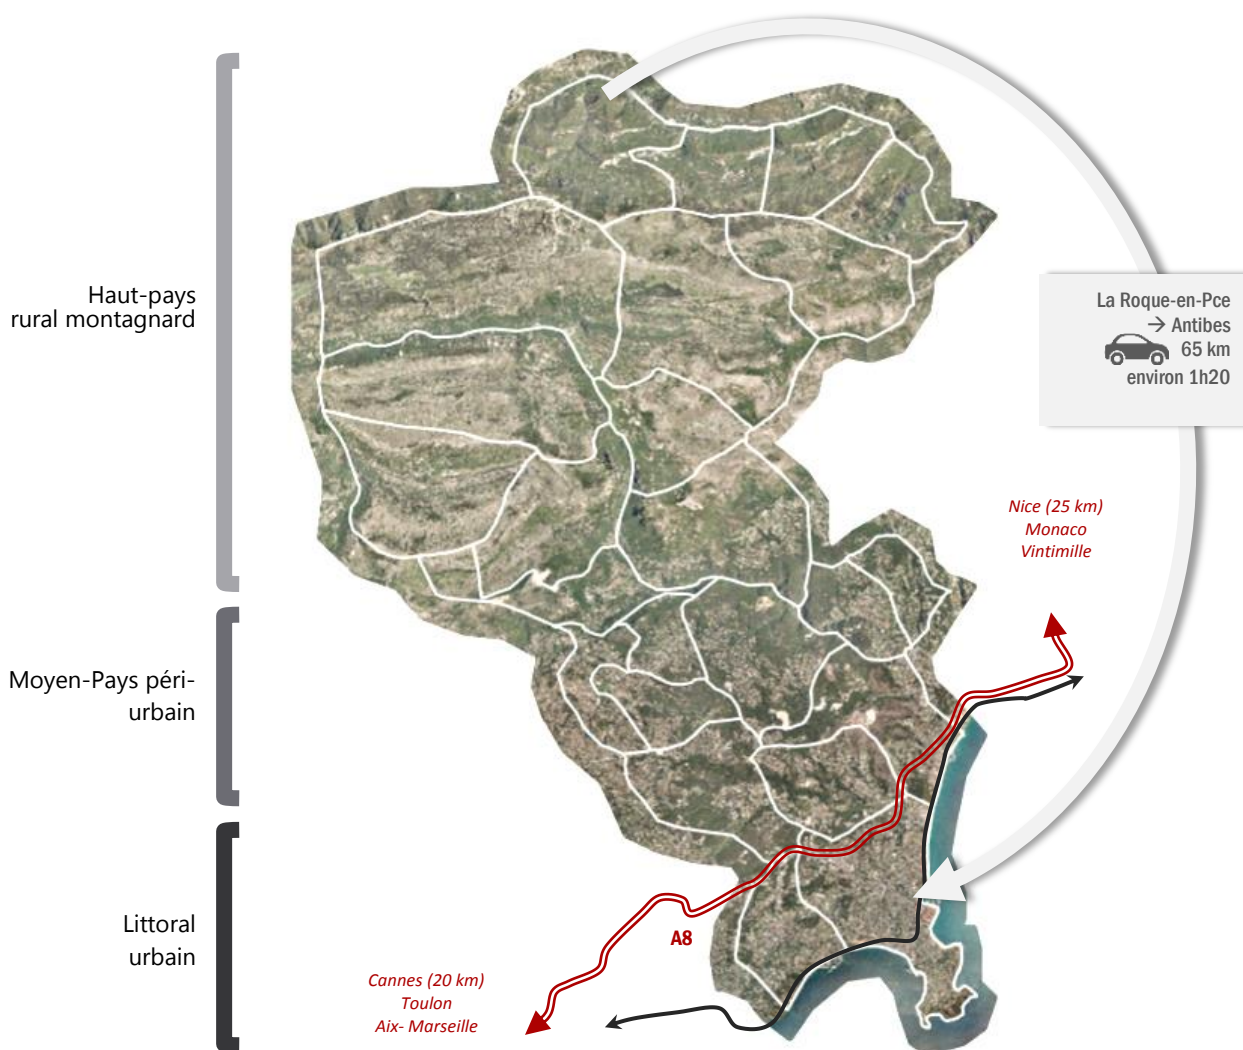 Haut-pays
rural montagnard
La Roque-en-Pce
→ Antibes
65 km
environ 1h20
Nice (25 km)
Monaco
Vintimille
Moyen-Pays péri-
urbain
Littoral
urbain
A8
Cannes (20 km)
Toulon
Aix- Marseille